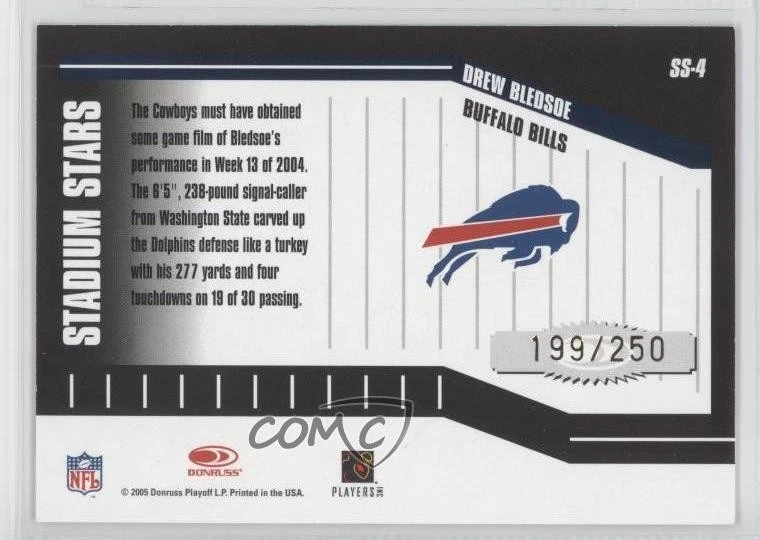 SS-4
DREW BLEDSOE
BUFFALO BILLS
STADIUM STARS
The Cowboys must have obtained
some game film of Bledsoe's
performance in Week 13 of 2004.
The 6'5", 238-pound signal-caller
from Washington State carved up
the Dolphins defense like a turkey
with his 277 yards and four
touchdowns on 19 of 30 passing.
199/250
COMC
NFL
DONRUSS
© 2005 Donruss Playoff L.P. Printed in the USA.
PLAYERS INC